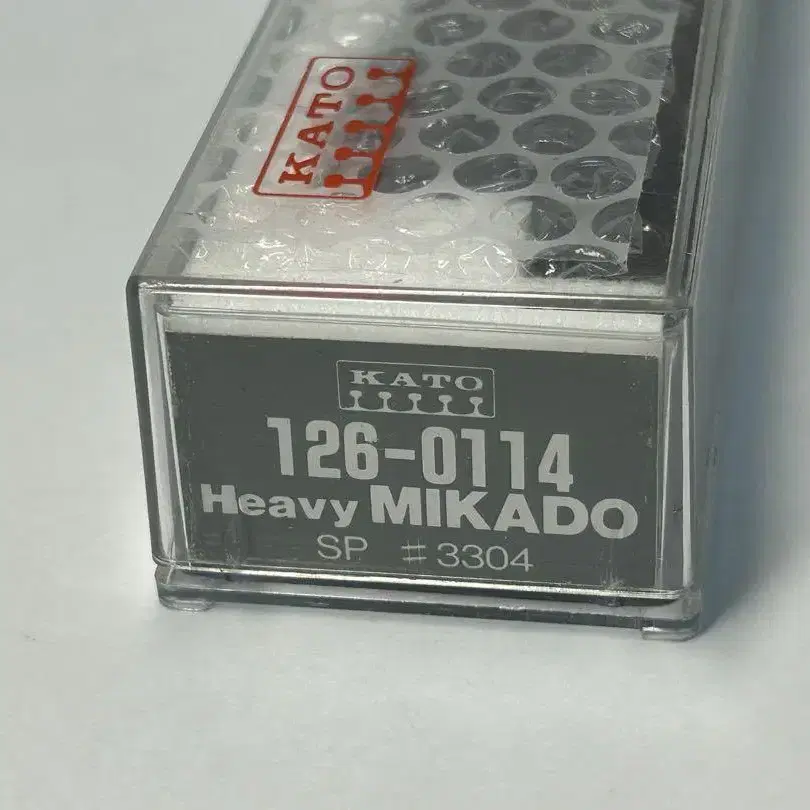 KATO
KATO
126-0114
Heavy MIKADO
SP #3304